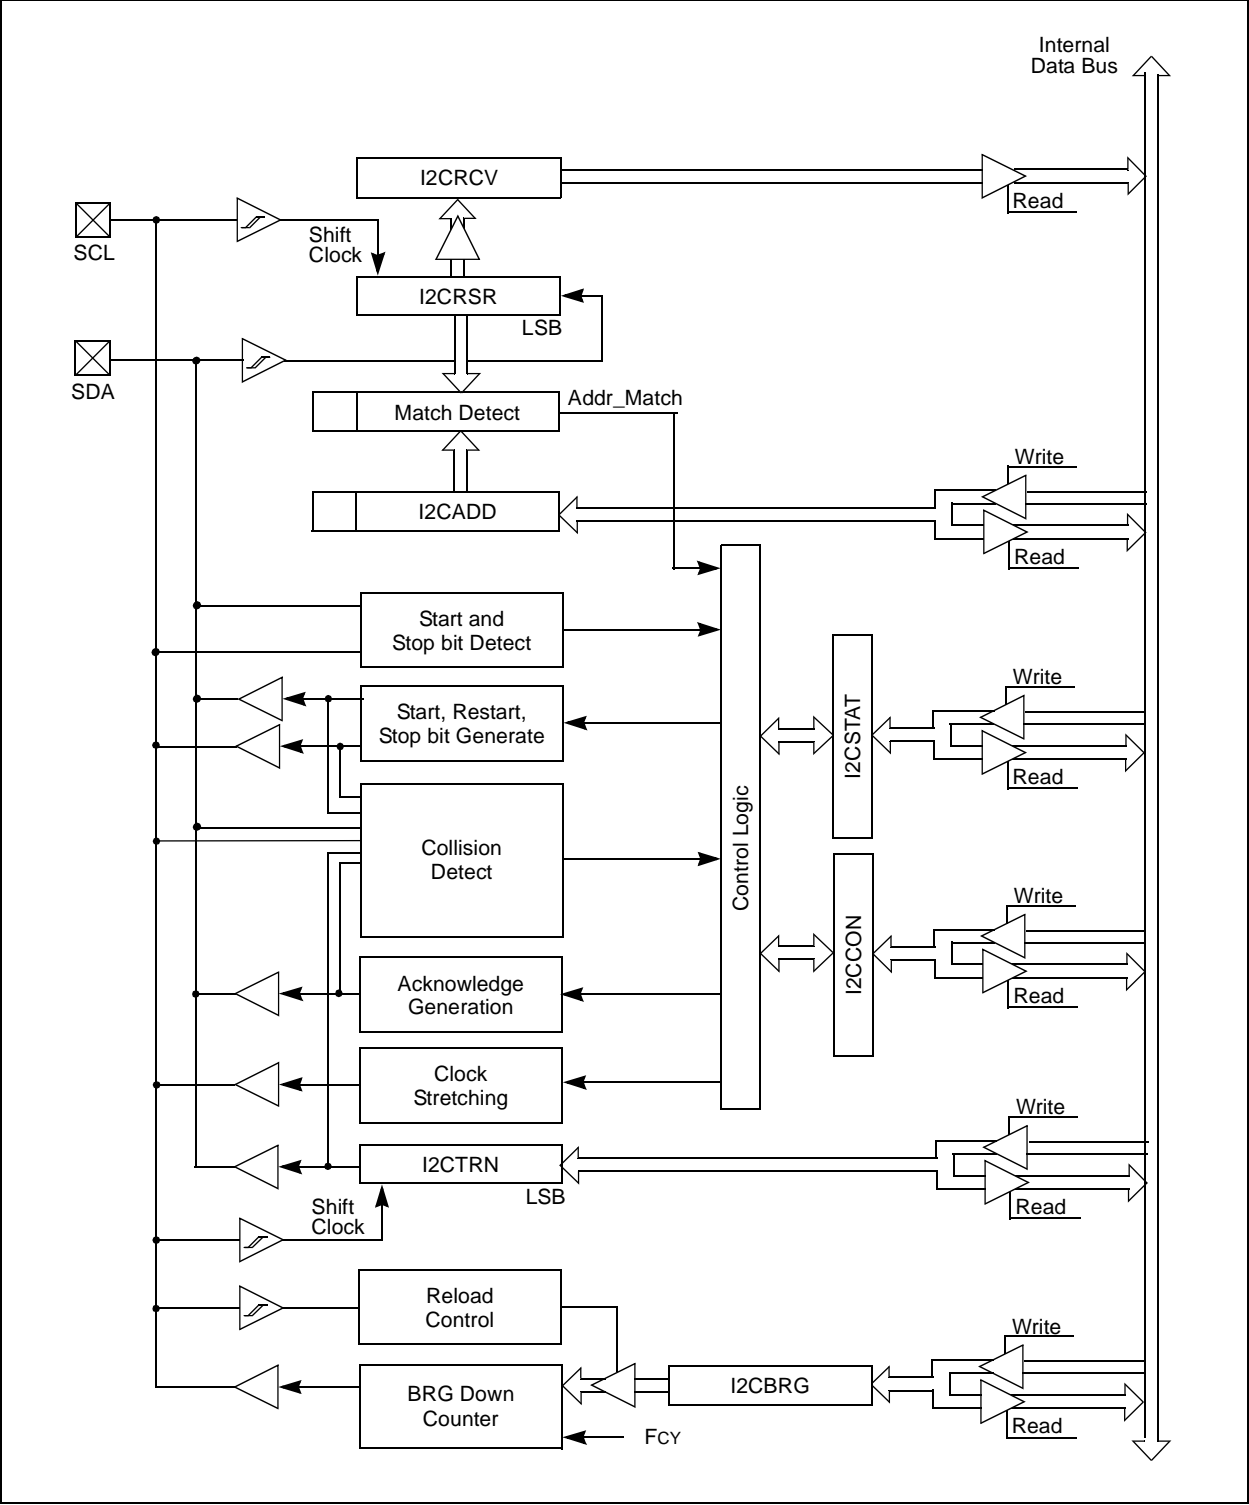 Internal
Data Bus
I2CRCV
Read
SCL
Shift
Clock
I2CRSR
LSB
SDA
Addr_Match
Match Detect
Write
I2CADD
Read
Start and
Stop bit Detect
Write
Start, Restart,
Stop bit Generate
I2CSTAT
Read
Control Logic
Collision
Detect
Write
I2CCON
Acknowledge
Generation
Read
Clock
Stretching
Write
I2CTRN
LSB
Shift
Clock
Read
Reload
Control
Write
I2CBRG
BRG Down
Counter
Read
FCY